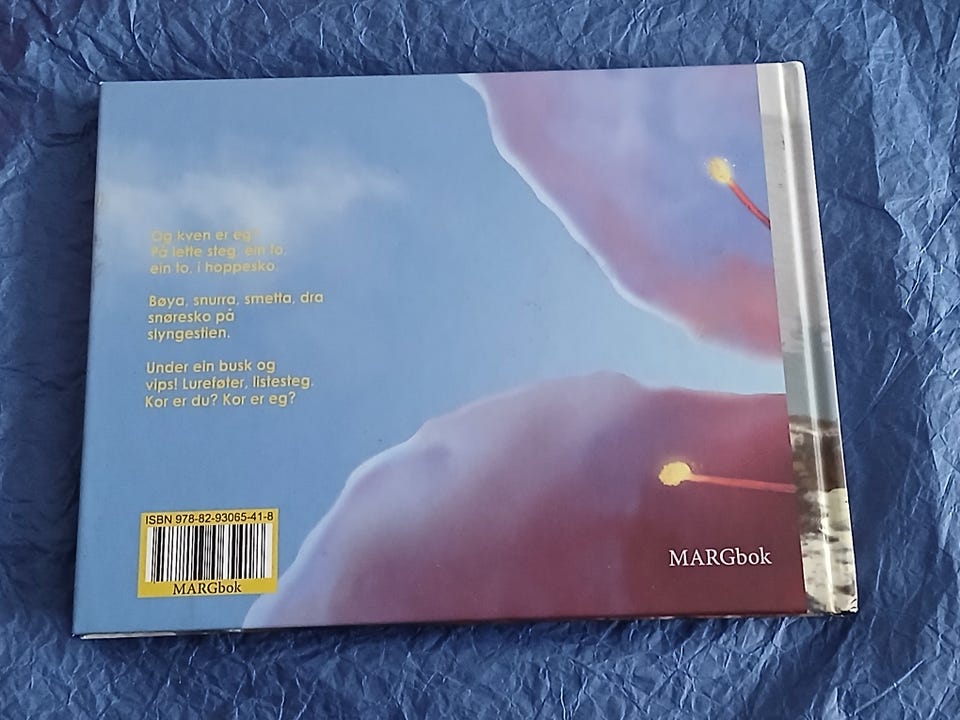 Og kven er eg?
På lette steg, ein to,
ein to, i hoppesko.
Bøya, snurra, smetta, dra
snøresko på
slyngestien.
Under ein busk og
vips! Lureføter, listesteg.
Kor er du? Kor er eg?
ISBN 978-82-93065-41-8
MARGbok
MARGbok